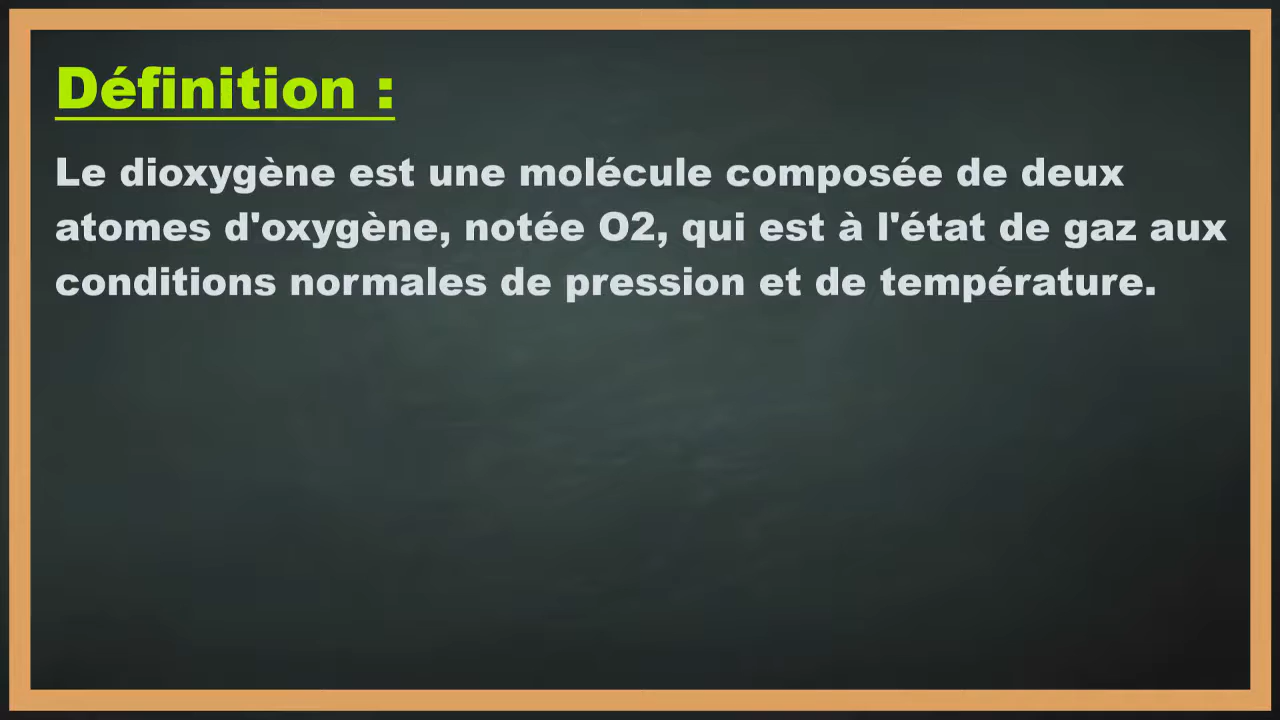 Définition :
Le dioxygène est une molécule composée de deux
atomes d'oxygène, notée O2, qui est à l'état de gaz aux
conditions normales de pression et de température.